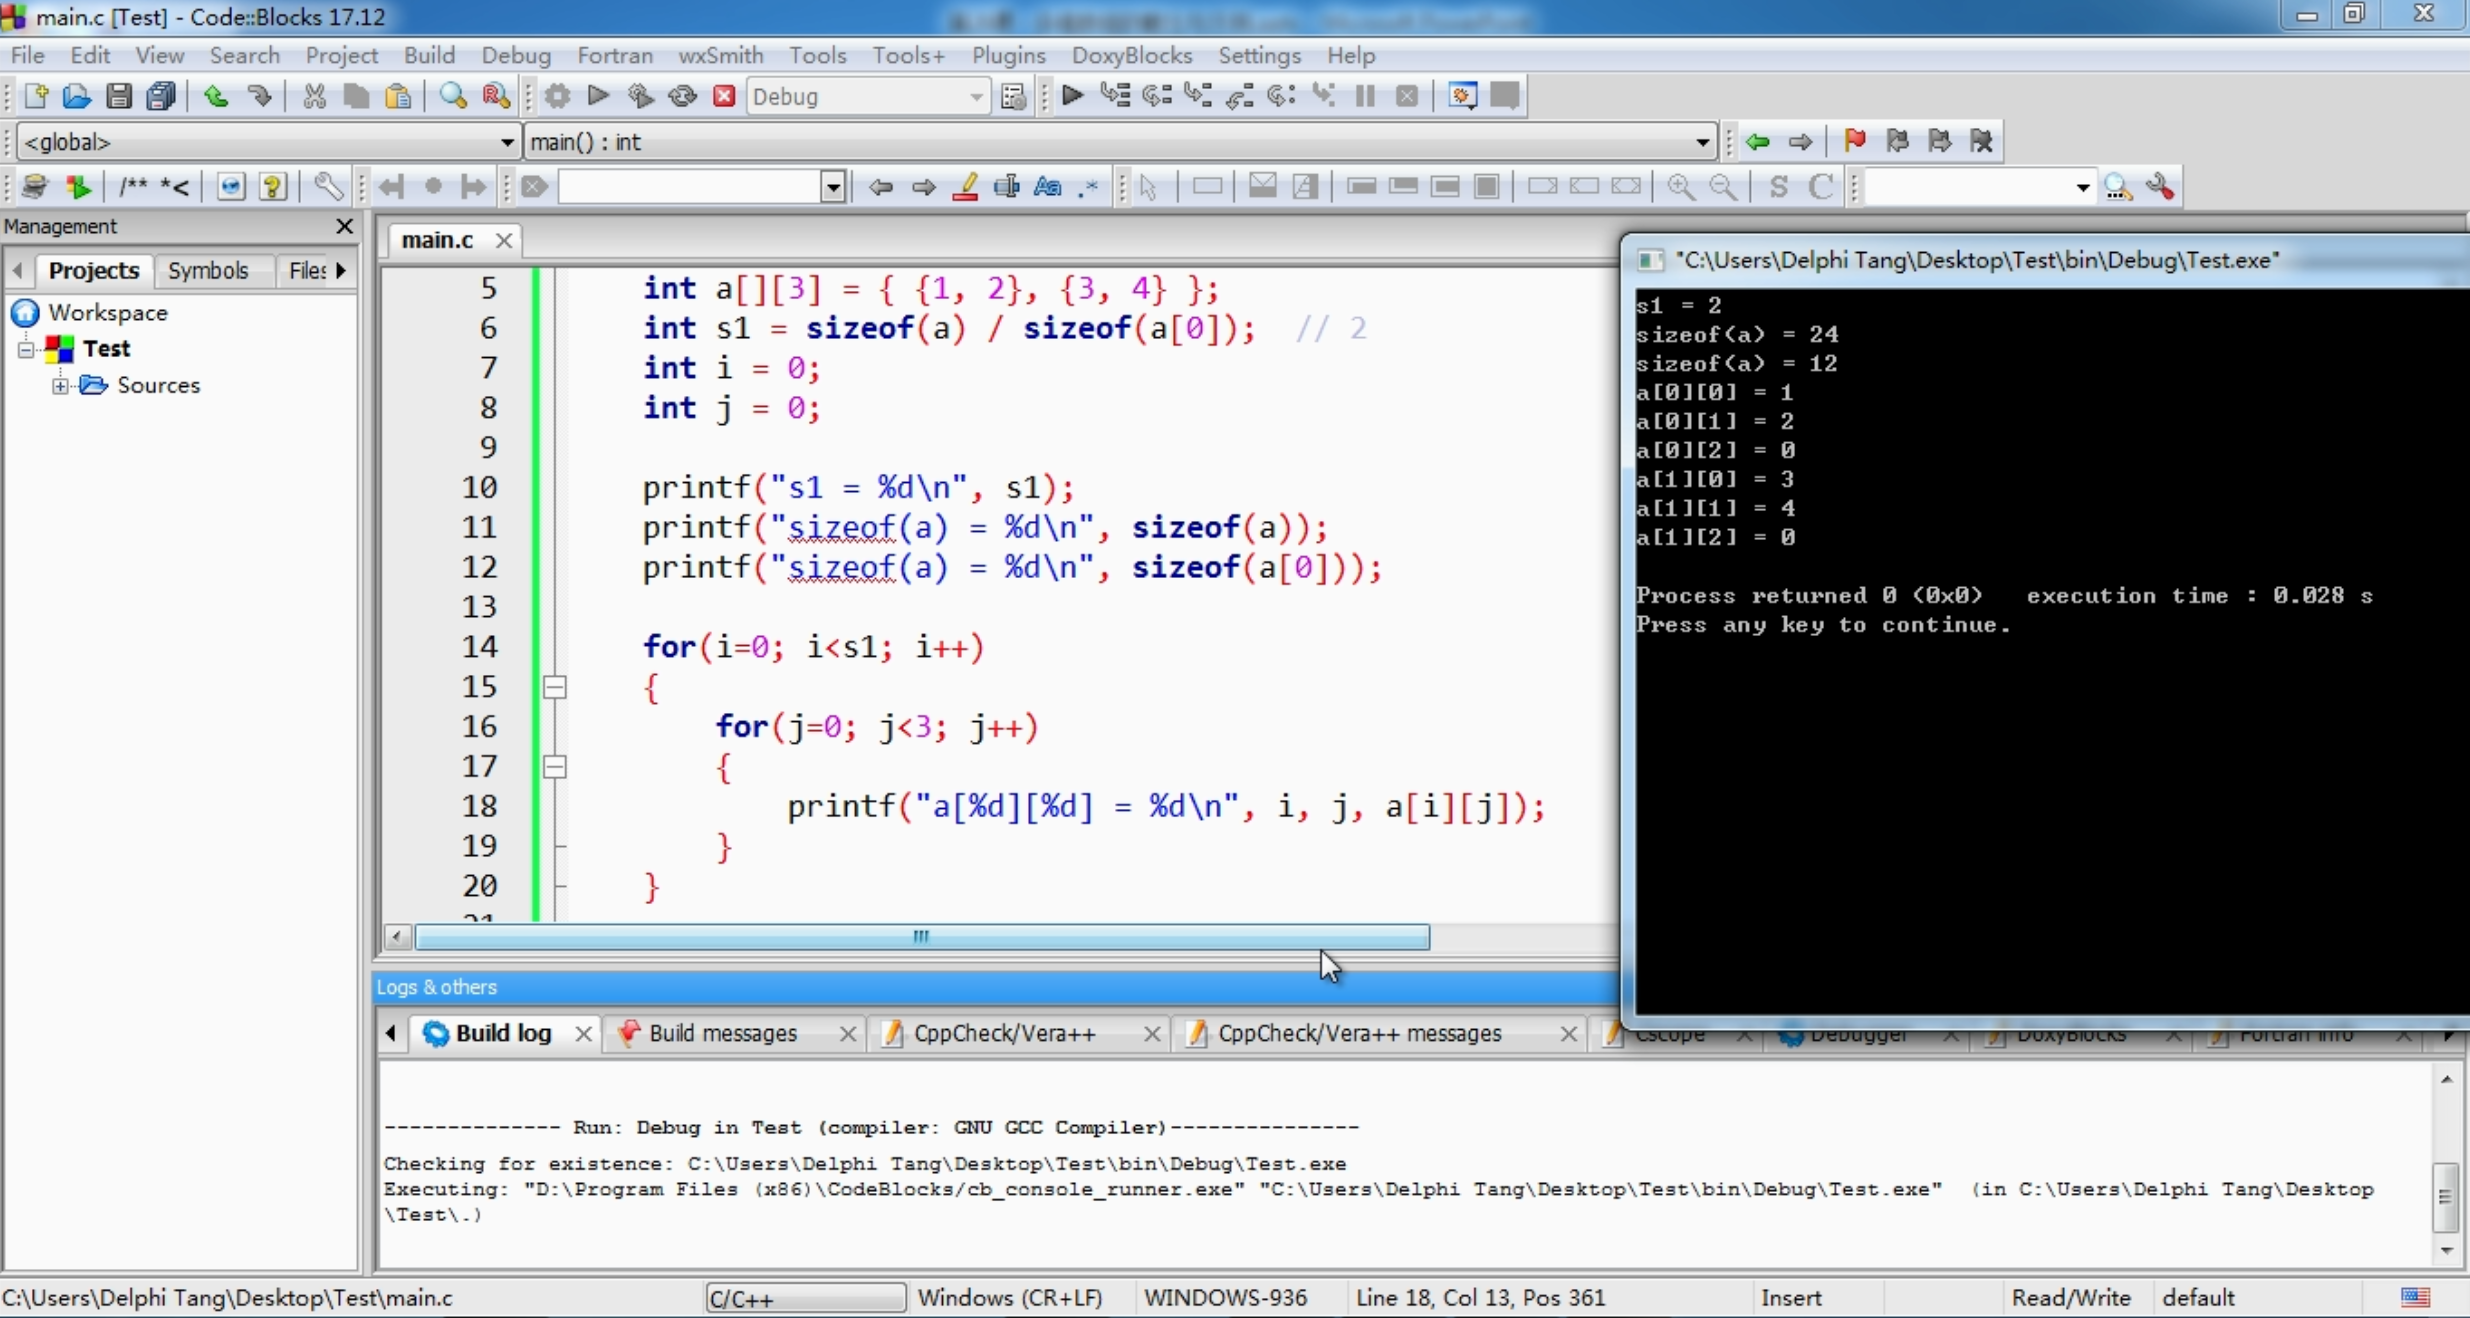 main.c [Test] - Code::Blocks 17.12
File Edit View Search Project Build Debug Fortran wxSmith Tools Tools+ Plugins DoxyBlocks Settings Help
Debug
<global> main() : int
/** *<
S C
Management
Projects Symbols Files
Workspace
Test
Sources
main.c
5 int a[][3] = { {1, 2}, {3, 4} };
6 int s1 = sizeof(a) / sizeof(a[0]); // 2
7 int i = 0;
8 int j = 0;
9
10 printf("s1 = %d\n", s1);
11 printf("sizeof(a) = %d\n", sizeof(a));
12 printf("sizeof(a) = %d\n", sizeof(a[0]));
13
14 for(i=0; i<s1; i++)
15 {
16 for(j=0; j<3; j++)
17 {
18 printf("a[%d][%d] = %d\n", i, j, a[i][j]);
19 }
20 }
21
"C:\Users\Delphi Tang\Desktop\Test\bin\Debug\Test.exe"
s1 = 2
sizeof(a) = 24
sizeof(a) = 12
a[0][0] = 1
a[0][1] = 2
a[0][2] = 0
a[1][0] = 3
a[1][1] = 4
a[1][2] = 0
Process returned 0 (0x0) execution time : 0.028 s
Press any key to continue.
Logs & others
Build log Build messages CppCheck/Vera++ CppCheck/Vera++ messages Cscope Debugger DoxyBlocks Fortran info
-------------- Run: Debug in Test (compiler: GNU GCC Compiler)---------------
Checking for existence: C:\Users\Delphi Tang\Desktop\Test\bin\Debug\Test.exe
Executing: "D:\Program Files (x86)\CodeBlocks/cb_console_runner.exe" "C:\Users\Delphi Tang\Desktop\Test\bin\Debug\Test.exe" (in C:\Users\Delphi Tang\Desktop
\Test\.)
C:\Users\Delphi Tang\Desktop\Test\main.c C/C++ Windows (CR+LF) WINDOWS-936 Line 18, Col 13, Pos 361 Insert Read/Write default